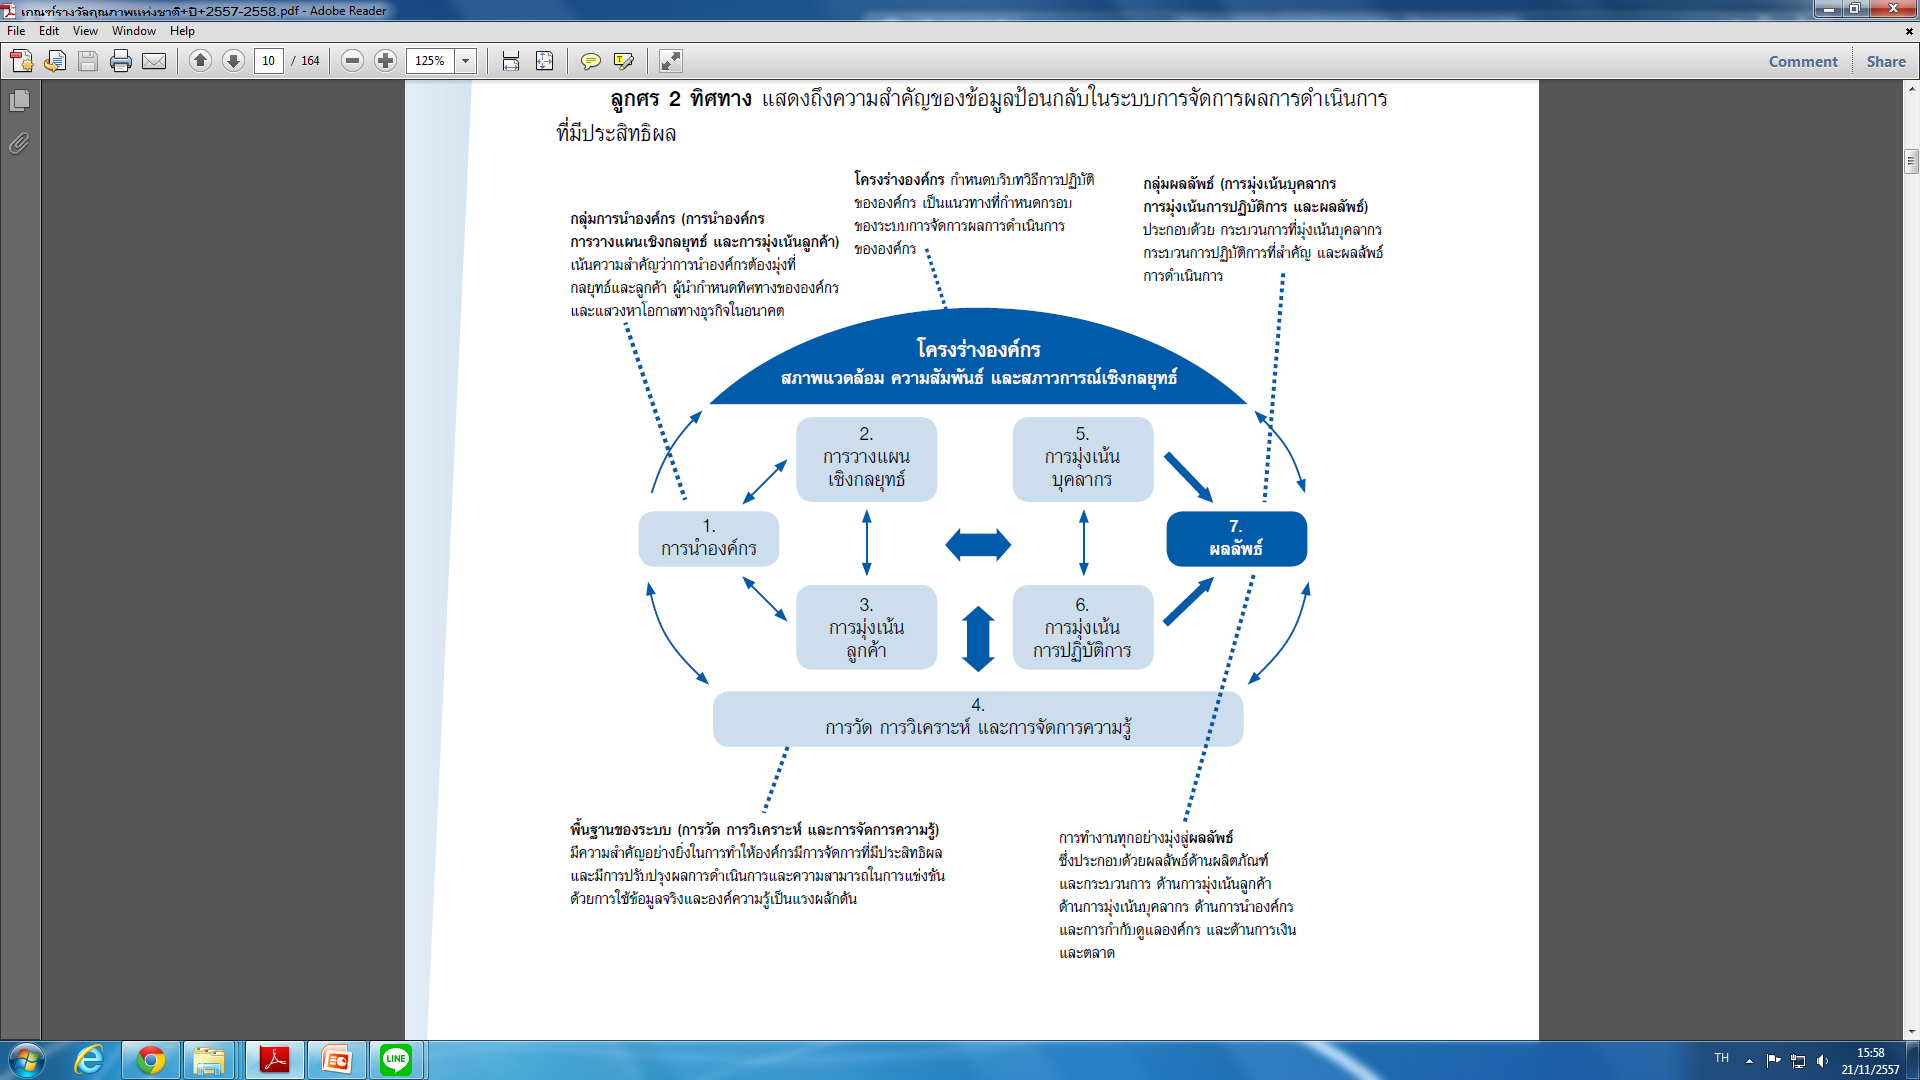 เกณฑ์รางวัลคุณภาพแห่งชาติ+ปี+2557-2558.pdf - Adobe Reader
File Edit View Window Help
10 / 164
125%
Comment Share
ลูกศร 2 ทิศทาง แสดงถึงความสำคัญของข้อมูลป้อนกลับในระบบการจัดการผลการดำเนินการ
ที่มีประสิทธิผล
กลุ่มการนำองค์กร (การนำองค์กร
การวางแผนเชิงกลยุทธ์ และการมุ่งเน้นลูกค้า)
เน้นความสำคัญว่าการนำองค์กรต้องมุ่งที่
กลยุทธ์และลูกค้า ผู้นำกำหนดทิศทางขององค์กร
และแสวงหาโอกาสทางธุรกิจในอนาคต
โครงร่างองค์กร กำหนดบริบทวิธีการปฏิบัติ
ขององค์กร เป็นแนวทางที่กำหนดกรอบ
ของระบบการจัดการผลการดำเนินการ
ขององค์กร
กลุ่มผลลัพธ์ (การมุ่งเน้นบุคลากร
การมุ่งเน้นการปฏิบัติการ และผลลัพธ์)
ประกอบด้วย กระบวนการที่มุ่งเน้นบุคลากร
กระบวนการปฏิบัติการที่สำคัญ และผลลัพธ์
การดำเนินการ
โครงร่างองค์กร
สภาพแวดล้อม ความสัมพันธ์ และสภาวการณ์เชิงกลยุทธ์
2.
การวางแผน
เชิงกลยุทธ์
5.
การมุ่งเน้น
บุคลากร
1.
การนำองค์กร
7.
ผลลัพธ์
3.
การมุ่งเน้น
ลูกค้า
6.
การมุ่งเน้น
การปฏิบัติการ
4.
การวัด การวิเคราะห์ และการจัดการความรู้
พื้นฐานของระบบ (การวัด การวิเคราะห์ และการจัดการความรู้)
มีความสำคัญอย่างยิ่งในการทำให้องค์กรมีการจัดการที่มีประสิทธิผล
และมีการปรับปรุงผลการดำเนินการและความสามารถในการแข่งขัน
ด้วยการใช้ข้อมูลจริงและองค์ความรู้เป็นแรงผลักดัน
การทำงานทุกอย่างมุ่งสู่ผลลัพธ์
ซึ่งประกอบด้วยผลลัพธ์ด้านผลิตภัณฑ์
และกระบวนการ ด้านการมุ่งเน้นลูกค้า
ด้านการมุ่งเน้นบุคลากร ด้านการนำองค์กร
และการกำกับดูแลองค์กร และด้านการเงิน
และตลาด
LINE
TH
15:58
21/11/2557